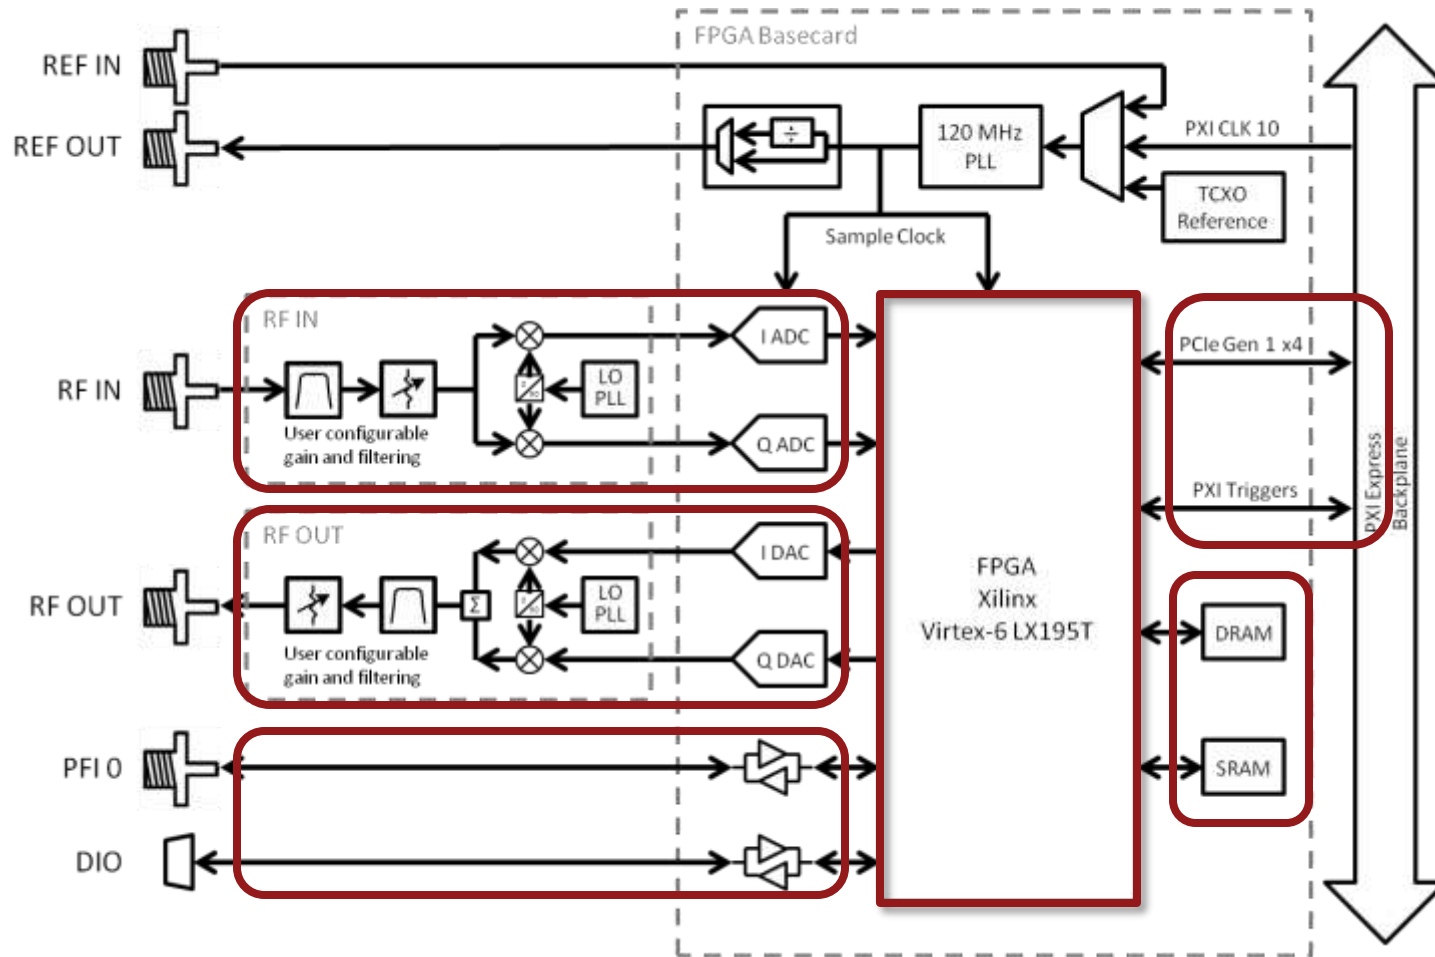 FPGA Basecard
REF IN
REF OUT
÷
120 MHz
PLL
PXI CLK 10
TCXO
Reference
Sample Clock
RF IN
RF IN
User configurable
gain and filtering
LO
PLL
I ADC
Q ADC
PCIe Gen 1 x4
PXI Triggers
PXI Express
Backplane
RF OUT
RF OUT
User configurable
gain and filtering
Σ
LO
PLL
I DAC
Q DAC
FPGA
Xilinx
Virtex-6 LX195T
DRAM
SRAM
PFI 0
DIO